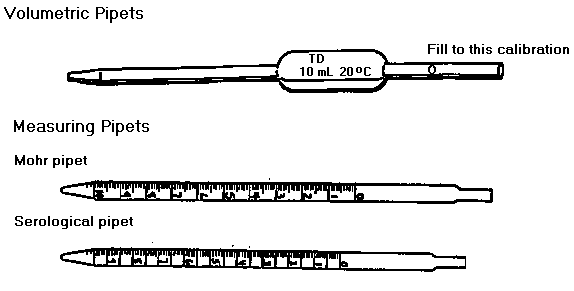 Volumetric Pipets
TD
10 mL 20°C
Fill to this calibration
Measuring Pipets
Mohr pipet
Serological pipet